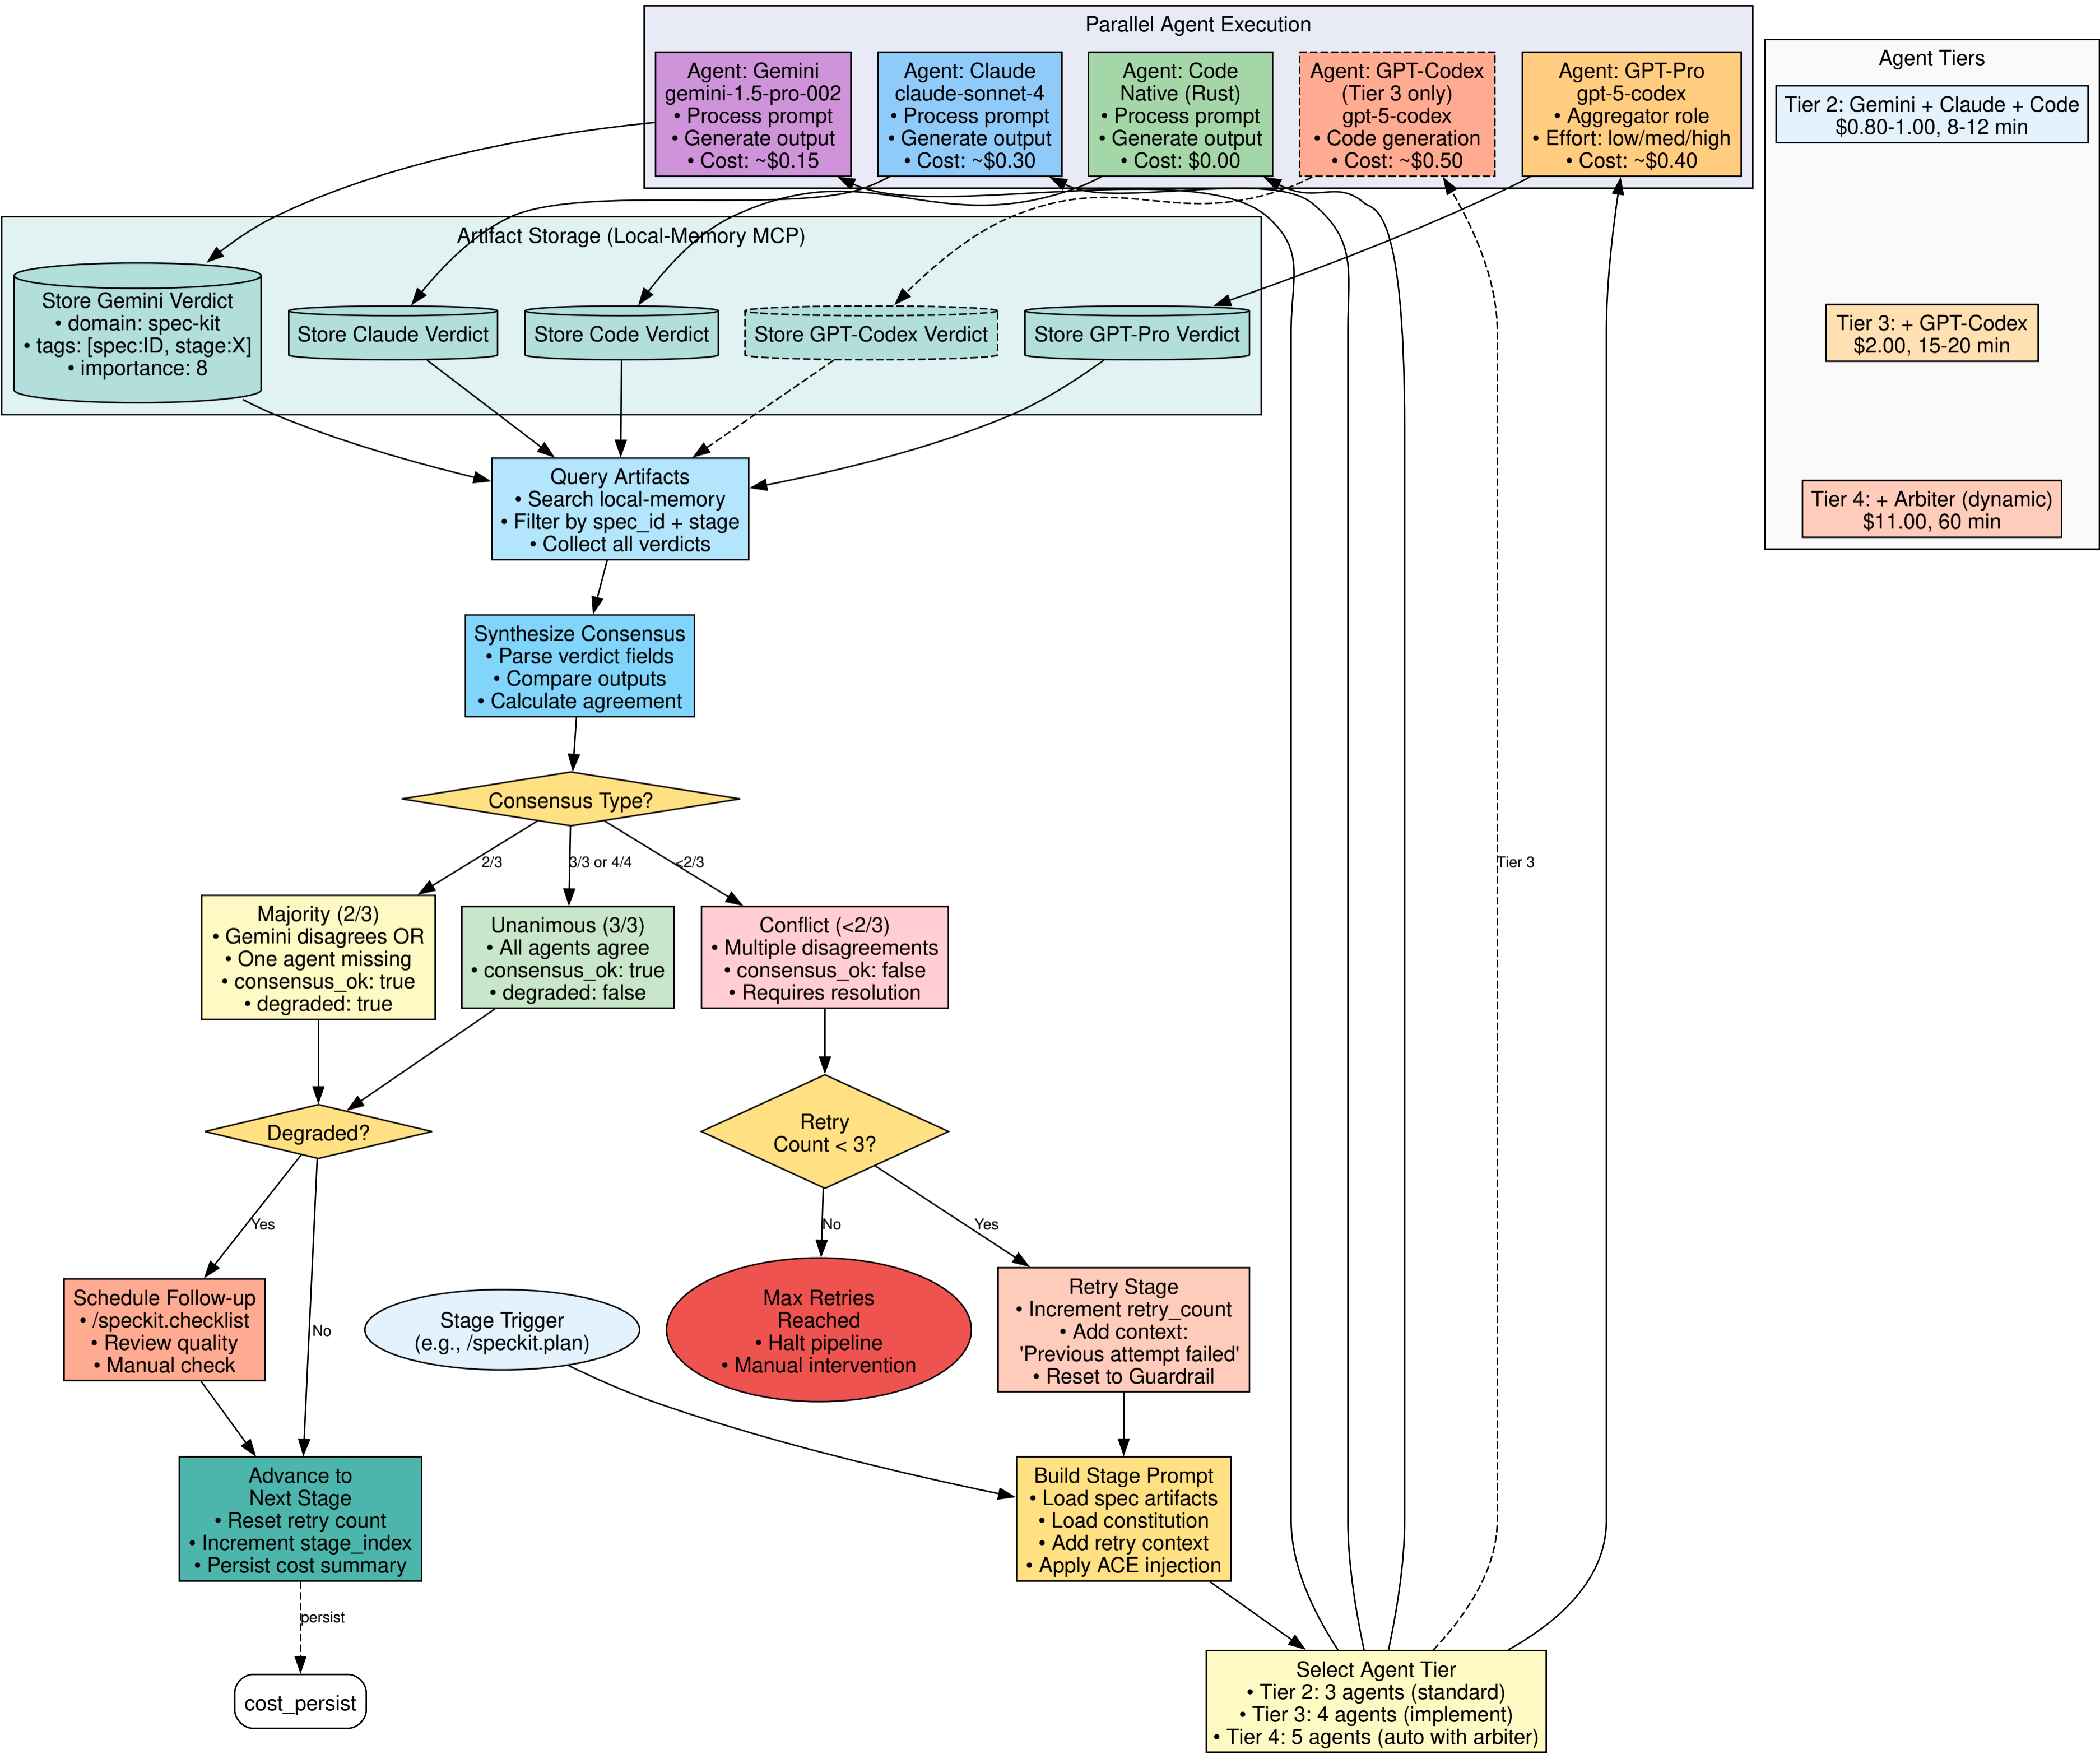 Parallel Agent Execution
Agent: Gemini
gemini-1.5-pro-002
• Process prompt
• Generate output
• Cost: ~$0.15
Agent: Claude
claude-sonnet-4
• Process prompt
• Generate output
• Cost: ~$0.30
Agent: Code
Native (Rust)
• Process prompt
• Generate output
• Cost: $0.00
Agent: GPT-Codex
(Tier 3 only)
gpt-5-codex
• Code generation
• Cost: ~$0.50
Agent: GPT-Pro
gpt-5-codex
• Aggregator role
• Effort: low/med/high
• Cost: ~$0.40
Agent Tiers
Tier 2: Gemini + Claude + Code
$0.80-1.00, 8-12 min
Tier 3: + GPT-Codex
$2.00, 15-20 min
Tier 4: + Arbiter (dynamic)
$11.00, 60 min
Artifact Storage (Local-Memory MCP)
Store Gemini Verdict
• domain: spec-kit
• tags: [spec:ID, stage:X]
• importance: 8
Store Claude Verdict
Store Code Verdict
Store GPT-Codex Verdict
Store GPT-Pro Verdict
Query Artifacts
• Search local-memory
• Filter by spec_id + stage
• Collect all verdicts
Synthesize Consensus
• Parse verdict fields
• Compare outputs
• Calculate agreement
Consensus Type?
2/3
3/3 or 4/4
<2/3
Tier 3
Majority (2/3)
• Gemini disagrees OR
• One agent missing
• consensus_ok: true
• degraded: true
Unanimous (3/3)
• All agents agree
• consensus_ok: true
• degraded: false
Conflict (<2/3)
• Multiple disagreements
• consensus_ok: false
• Requires resolution
Degraded?
Retry
Count < 3?
Yes
No
No
Yes
Schedule Follow-up
• /speckit.checklist
• Review quality
• Manual check
Stage Trigger
(e.g., /speckit.plan)
Max Retries
Reached
• Halt pipeline
• Manual intervention
Retry Stage
• Increment retry_count
• Add context:
'Previous attempt failed'
• Reset to Guardrail
Advance to
Next Stage
• Reset retry count
• Increment stage_index
• Persist cost summary
Build Stage Prompt
• Load spec artifacts
• Load constitution
• Add retry context
• Apply ACE injection
persist
cost_persist
Select Agent Tier
• Tier 2: 3 agents (standard)
• Tier 3: 4 agents (implement)
• Tier 4: 5 agents (auto with arbiter)